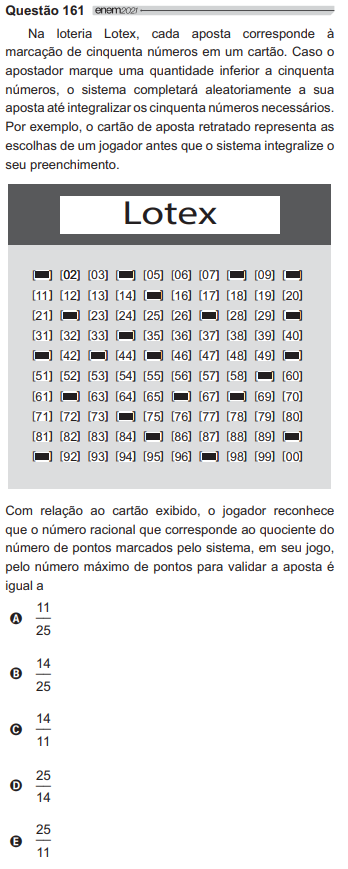 Questão 161 enem2021
Na loteria Lotex, cada aposta corresponde à
marcação de cinquenta números em um cartão. Caso o
apostador marque uma quantidade inferior a cinquenta
números, o sistema completará aleatoriamente a sua
aposta até integralizar os cinquenta números necessários.
Por exemplo, o cartão de aposta retratado representa as
escolhas de um jogador antes que o sistema integralize o
seu preenchimento.
Lotex
[ ] [02] [03] [ ] [05] [06] [07] [ ] [09] [ ]
[11] [12] [13] [14] [ ] [16] [17] [18] [19] [20]
[21] [ ] [23] [24] [25] [26] [ ] [28] [29] [ ]
[31] [32] [33] [ ] [35] [36] [37] [38] [39] [40]
[ ] [42] [ ] [44] [ ] [46] [47] [48] [49] [ ]
[51] [52] [53] [54] [55] [56] [57] [58] [ ] [60]
[61] [ ] [63] [64] [65] [ ] [67] [ ] [69] [70]
[71] [72] [73] [ ] [75] [76] [77] [78] [79] [80]
[81] [82] [83] [84] [ ] [86] [87] [88] [89] [ ]
[ ] [92] [93] [94] [95] [96] [ ] [98] [99] [00]
Com relação ao cartão exibido, o jogador reconhece
que o número racional que corresponde ao quociente do
número de pontos marcados pelo sistema, em seu jogo,
pelo número máximo de pontos para validar a aposta é
igual a
A 11/25
B 14/25
C 14/11
D 25/14
E 25/11